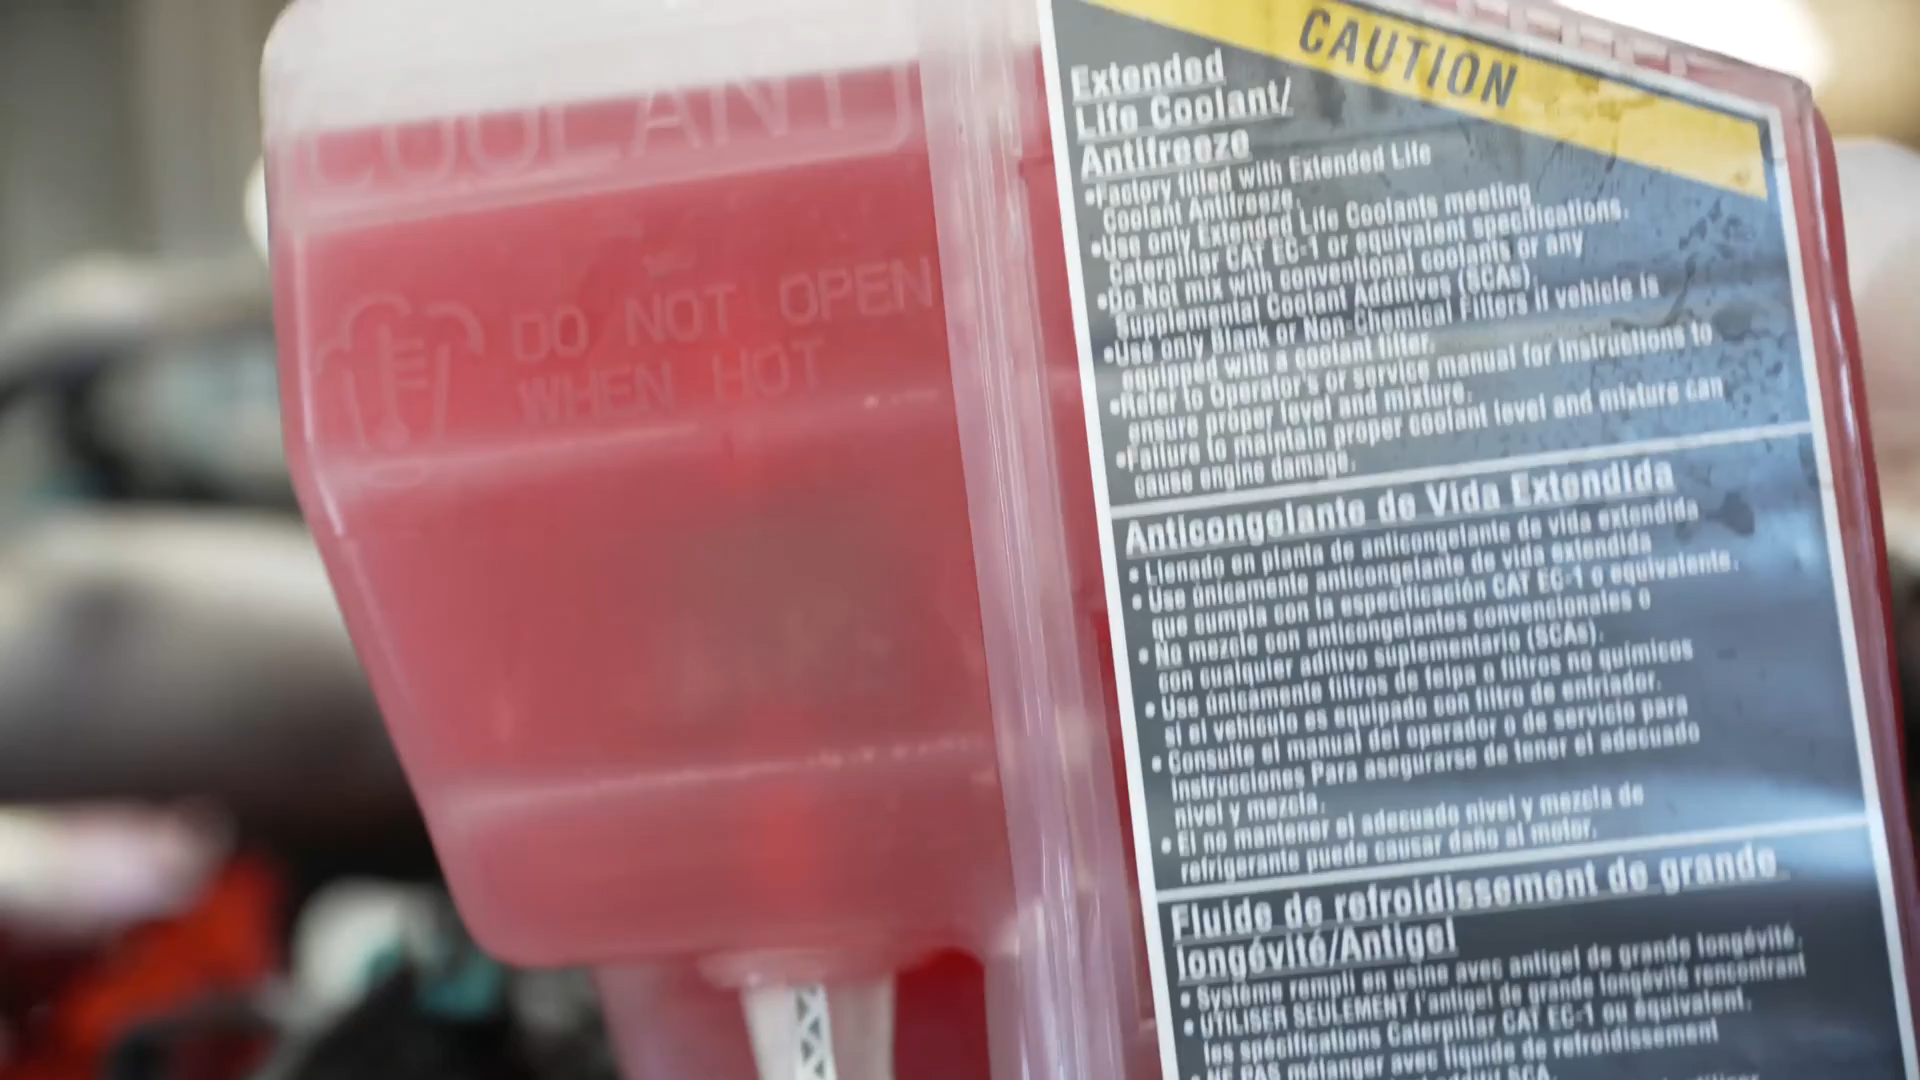 COOLANT
DO NOT OPEN
WHEN HOT
CAUTION
Extended
Life Coolant/
Antifreeze
•Factory filled with Extended Life
Coolant Antifreeze.
•Use only Extended Life Coolants meeting
Caterpillar CAT EC-1 or equivalent specifications.
•Do Not mix with conventional coolants or any
Supplemental Coolant Additives (SCAs).
•Use only Blank or Non-Chemical Filters if vehicle is
equipped with a coolant filter.
•Refer to Operator's or service manual for instructions to
ensure proper level and mixture.
•Failure to maintain proper coolant level and mixture can
cause engine damage.
Anticongelante de Vida Extendida
• Llenado en planta de anticongelante de vida extendida
• Use únicamente anticongelante de vida extendida
que cumpla con la especificación CAT EC-1 o equivalente.
• No mezcle con anticongelantes convencionales o
con cualquier aditivo suplementario (SCAs).
• Use únicamente filtros de felpa o filtros no químicos
si el vehículo es equipado con filtro de enfriador.
• Consulte el manual del operador o de servicio para
instrucciones Para asegurarse de tener el adecuado
nivel y mezcla.
• El no mantener el adecuado nivel y mezcla de
refrigerante puede causar daño al motor.
Fluide de refroidissement de grande
longévité/Antigel
• Système rempli en usine avec antigel de grande longévité.
• UTILISER SEULEMENT l'antigel de grande longévité rencontrant
les spécifications Caterpillar CAT EC-1 ou équivalent.
• NE PAS mélanger avec liquide de refroidissement
SCA.